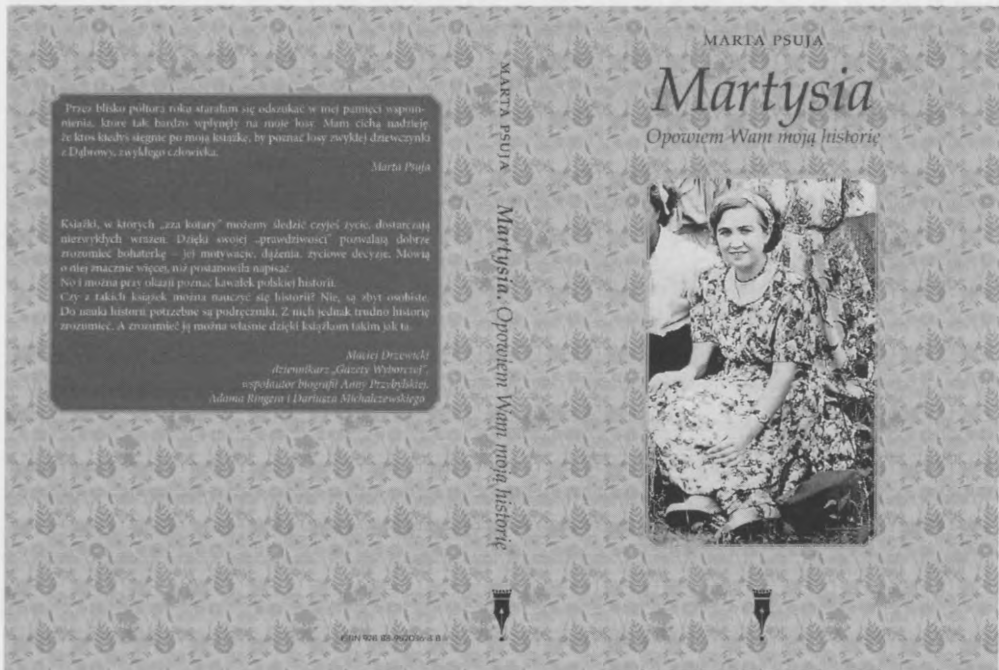 Przez blisko półtora roku starałam się odszukać w mej pamięci wspom-
nienia, które tak bardzo wpłynęły na moje losy. Mam cichą nadzieję,
że ktoś kiedyś sięgnie po moją książkę, by poznać losy zwykłej dziewczynki
z Dąbrowy, zwykłego człowieka.
Marta Psuja
Książki, w których „zza kotary” możemy śledzić czyjeś życie, dostarczają
niezwykłych wrażeń. Dzięki swojej „prawdziwości” pozwalają dobrze
zrozumieć bohaterkę – jej motywacje, dążenia, życiowe decyzje. Mówią
o niej znacznie więcej, niż postanowiła napisać.
No i można przy okazji poznać kawałek polskiej historii.
Czy z takich książek można nauczyć się historii? Nie, są zbyt osobiste.
Do nauki historii potrzebne są podręczniki. Z nich jednak trudno historię
zrozumieć. A zrozumieć ją można właśnie dzięki książkom takim jak ta.
Maciej Drzewicki
dziennikarz „Gazety Wyborczej”,
współautor biografii Anny Przybylskiej,
Adama Ringera i Dariusza Michalczewskiego
ISBN 978
MARTA PSUJA
Martysia. Opowiem Wam moją historię
MARTA PSUJA
Martysia
Opowiem Wam moją historię